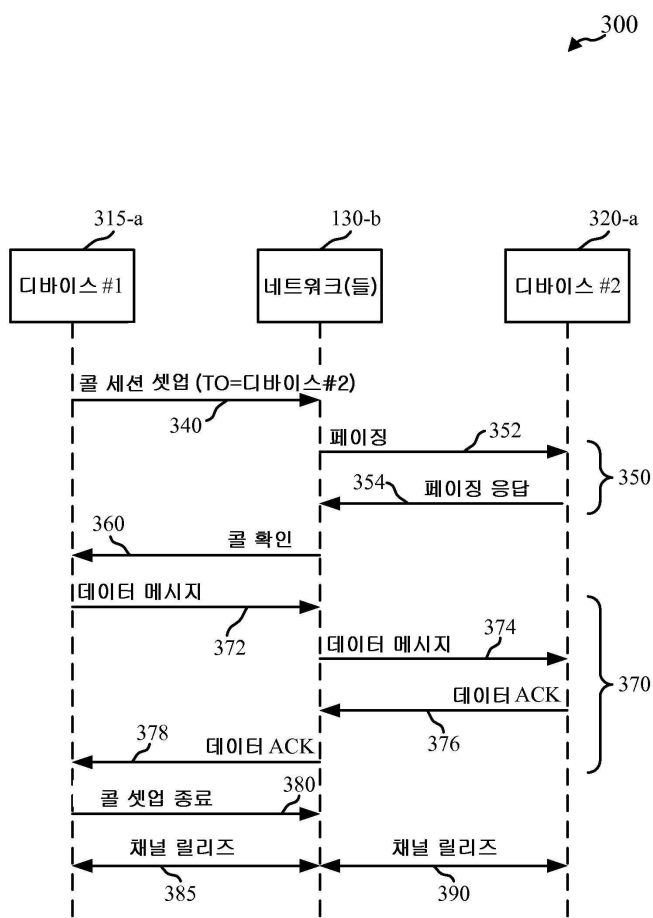 300
315-a
130-b
320-a
디바이스 #1
네트워크(들)
디바이스 #2
콜 세션 셋업 (TO=디바이스#2)
340
페이징
352
354
페이징 응답
350
360
콜 확인
데이터 메시지
372
데이터 메시지
374
370
데이터 ACK
376
378
데이터 ACK
콜 셋업 종료
380
채널 릴리즈
385
채널 릴리즈
390